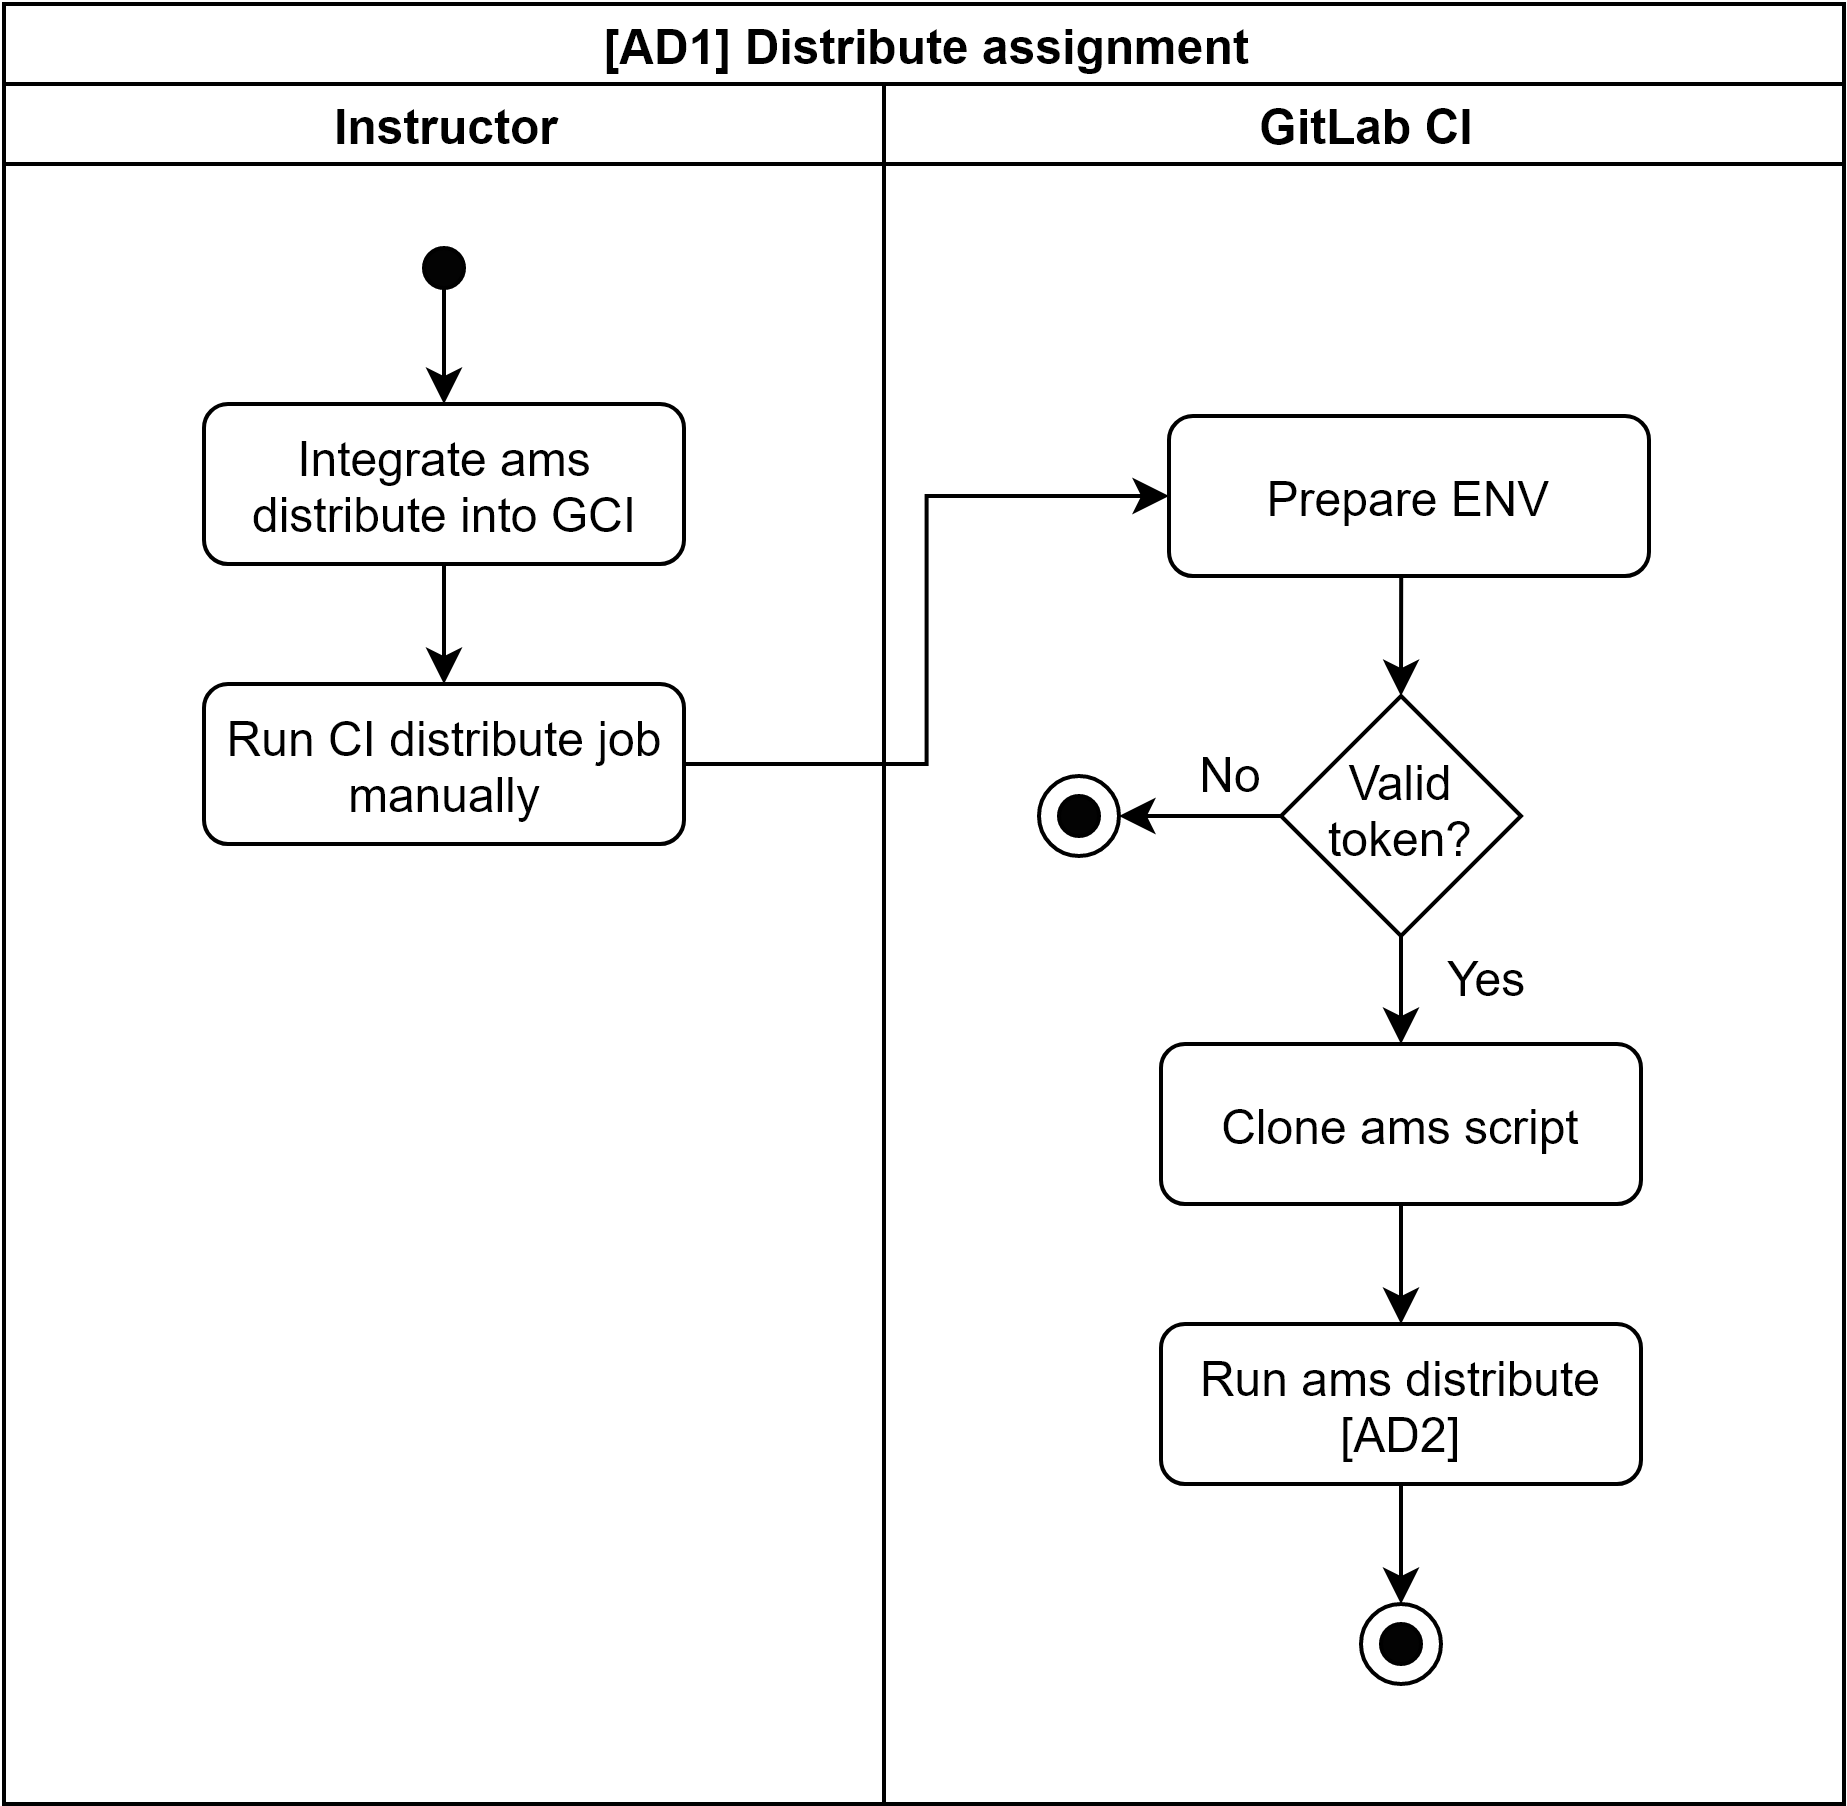 [AD1] Distribute assignment
Instructor
GitLab CI
Integrate ams
distribute into GCI
Run CI distribute job
manually
Prepare ENV
Valid
token?
No
Yes
Clone ams script
Run ams distribute
[AD2]